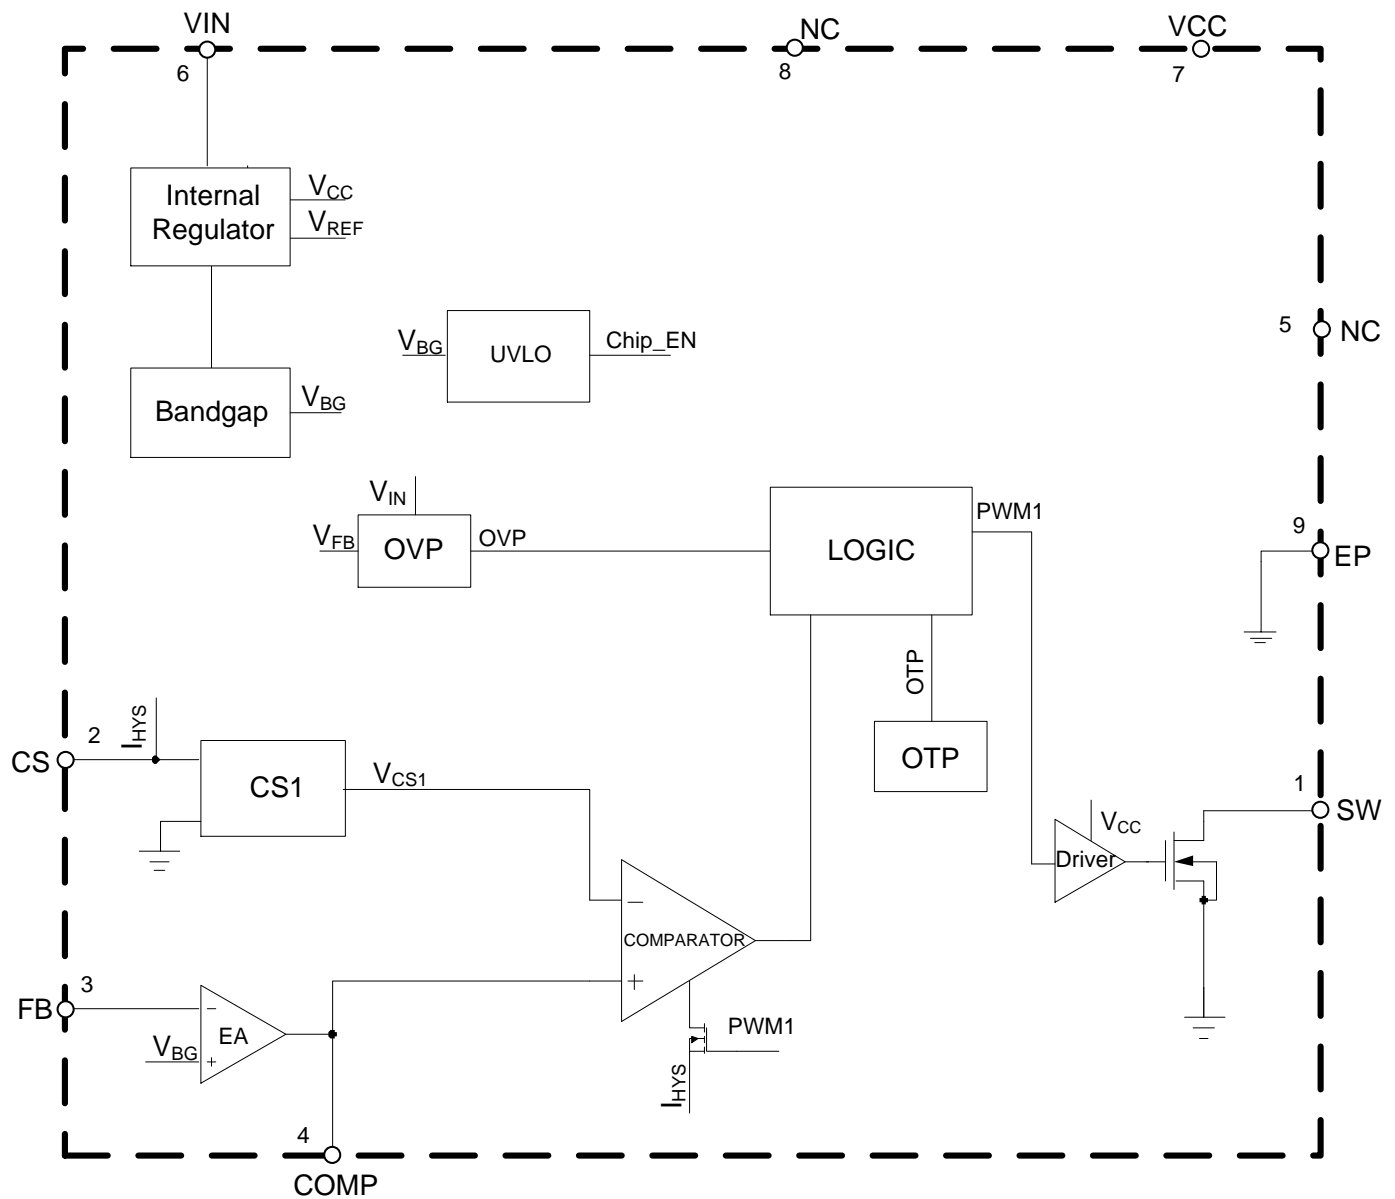 VIN
NC
VCC
6
8
7
Internal
Regulator
VCC
VREF
5
NC
VBG
UVLO
Chip_EN
Bandgap
VBG
VIN
VFB
OVP
OVP
LOGIC
PWM1
9
EP
OTP
OTP
2
IHYS
CS
CS1
VCS1
1
SW
VCC
Driver
−
COMPARATOR
+
3
FB
−
EA
VBG
+
PWM1
IHYS
4
COMP